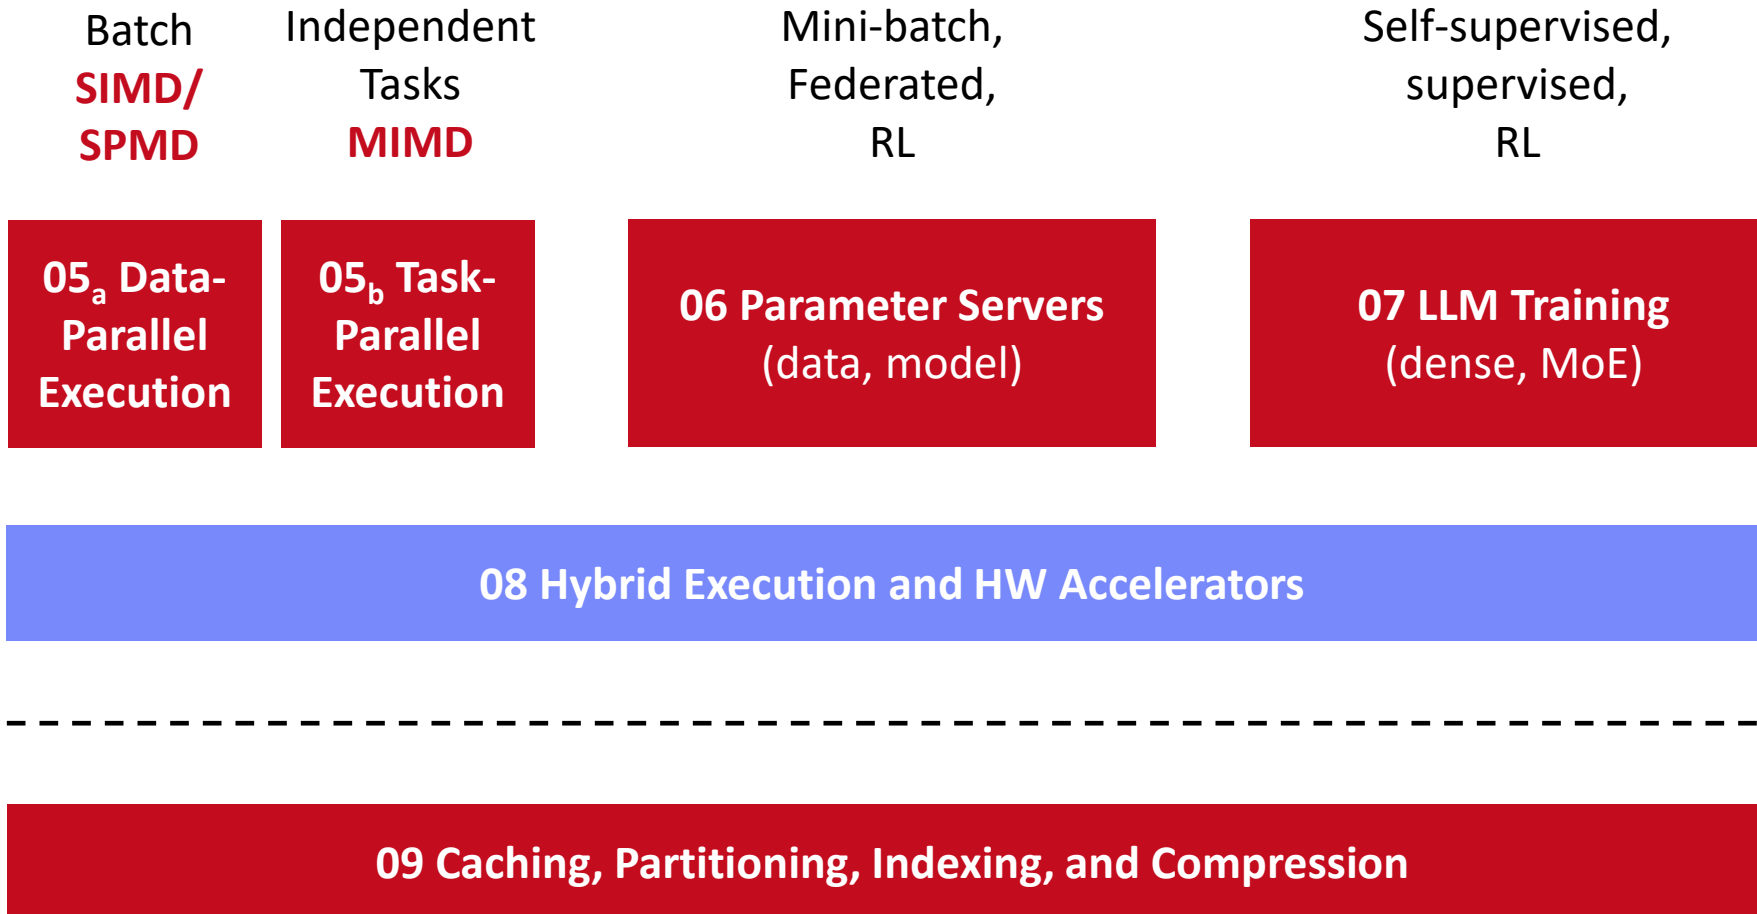 Batch
SIMD/
SPMD
Independent
Tasks
MIMD
Mini-batch,
Federated,
RL
Self-supervised,
supervised,
RL
05a Data-
Parallel
Execution
05b Task-
Parallel
Execution
06 Parameter Servers
(data, model)
07 LLM Training
(dense, MoE)
08 Hybrid Execution and HW Accelerators
09 Caching, Partitioning, Indexing, and Compression